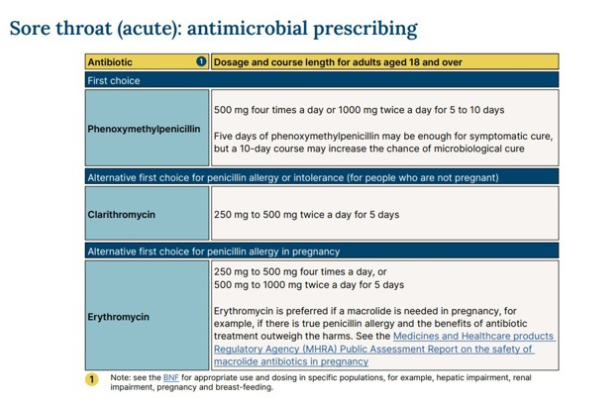 Sore throat (acute): antimicrobial prescribing
Antibiotic 1 Dosage and course length for adults aged 18 and over
First choice
Phenoxymethylpenicillin
500 mg four times a day or 1000 mg twice a day for 5 to 10 days
Five days of phenoxymethylpenicillin may be enough for symptomatic cure,
but a 10-day course may increase the chance of microbiological cure
Alternative first choice for penicillin allergy or intolerance (for people who are not pregnant)
Clarithromycin
250 mg to 500 mg twice a day for 5 days
Alternative first choice for penicillin allergy in pregnancy
Erythromycin
250 mg to 500 mg four times a day, or
500 mg to 1000 mg twice a day for 5 days
Erythromycin is preferred if a macrolide is needed in pregnancy, for
example, if there is true penicillin allergy and the benefits of antibiotic
treatment outweigh the harms. See the Medicines and Healthcare products
Regulatory Agency (MHRA) Public Assessment Report on the safety of
macrolide antibiotics in pregnancy
1 Note: see the BNF for appropriate use and dosing in specific populations, for example, hepatic impairment, renal
impairment, pregnancy and breast-feeding.